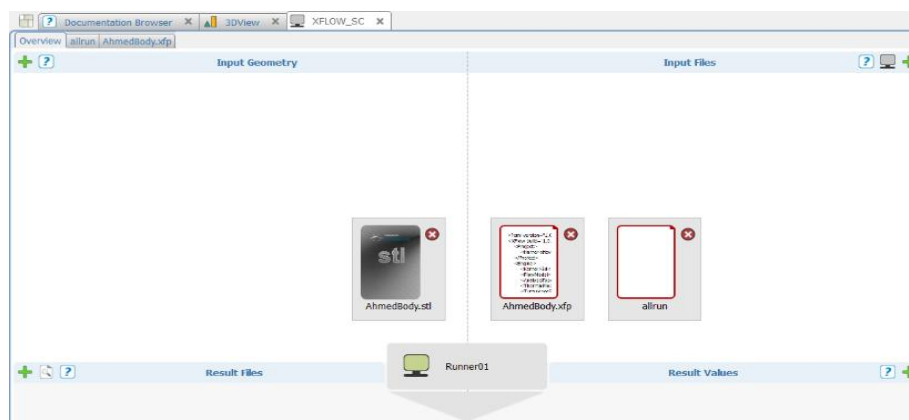 Documentation Browser
3DView
XFLOW_SC
Overview
allrun
AhmedBody.xfp
Input Geometry
Input Files
stl
AhmedBody.stl
AhmedBody.xfp
allrun
Runner01
Result Files
Result Values